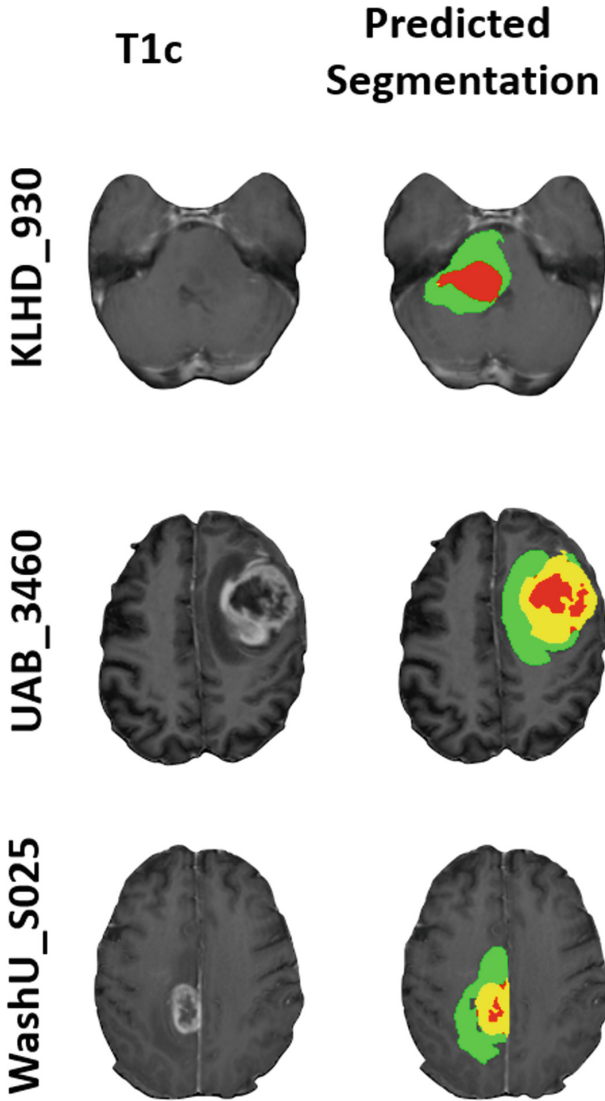 T1c
Predicted
Segmentation
KLHD_930
UAB_3460
WashU_S025